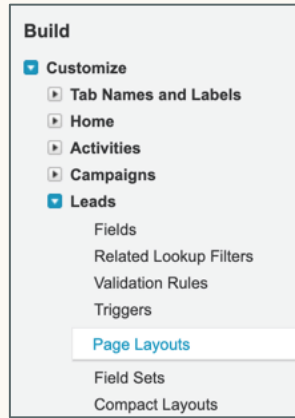 Build
Customize
Tab Names and Labels
Home
Activities
Campaigns
Leads
Fields
Related Lookup Filters
Validation Rules
Triggers
Page Layouts
Field Sets
Compact Layouts